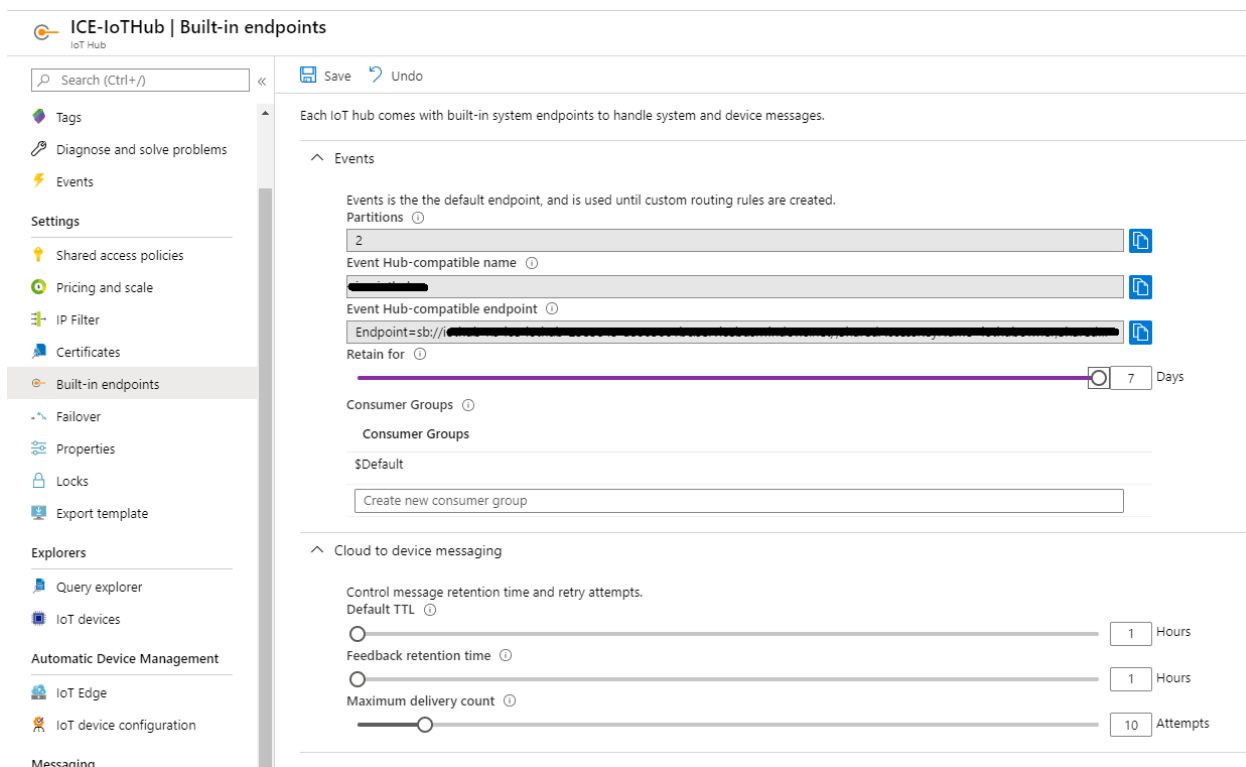 ICE-IoTHub | Built-in endpoints
IoT Hub
Search (Ctrl+/)
«
Save
Undo
Tags
Diagnose and solve problems
Events
Settings
Shared access policies
Pricing and scale
IP Filter
Certificates
Built-in endpoints
Failover
Properties
Locks
Export template
Explorers
Query explorer
IoT devices
Automatic Device Management
IoT Edge
IoT device configuration
Messaging
Each IoT hub comes with built-in system endpoints to handle system and device messages.
Events
Events is the the default endpoint, and is used until custom routing rules are created.
Partitions
2
Event Hub-compatible name
Event Hub-compatible endpoint
Endpoint=sb://i
Retain for
7 Days
Consumer Groups
Consumer Groups
$Default
Create new consumer group
Cloud to device messaging
Control message retention time and retry attempts.
Default TTL
1 Hours
Feedback retention time
1 Hours
Maximum delivery count
10 Attempts